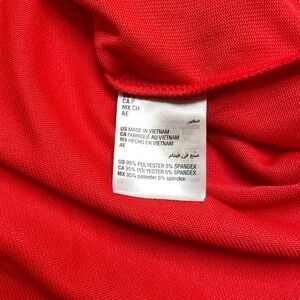 CA P
MX CH
AE
صغير
US MADE IN VIETNAM
CA FABRIQUÉ AU VIETNAM
MX HECHO EN VIETNAM
AE صنع في فيتنام
US 95% POLYESTER 5% SPANDEX
CA 95% POLYESTER 5% SPANDEX
MX 95% poliéster 5% spandex